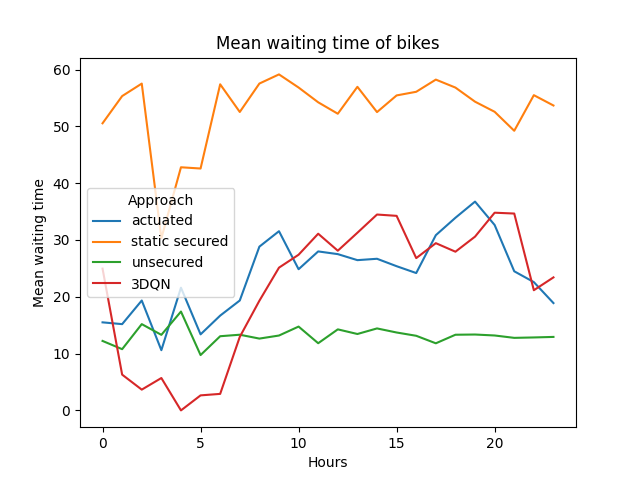 Mean waiting time of bikes
Mean waiting time
60
50
40
30
20
10
0
Approach
actuated
static secured
unsecured
3DQN
0 5 10 15 20
Hours